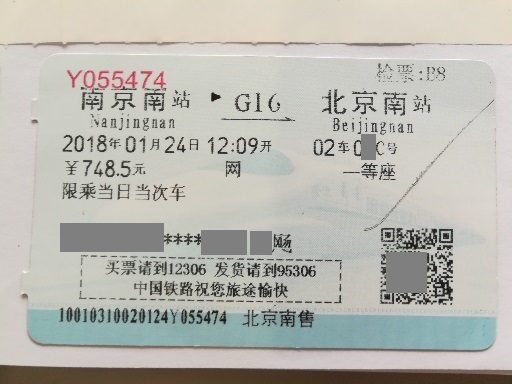 Y055474 检票:B8
南京南站 G16 北京南站
Nanjingnan Beijingnan
2018年01月24日 12:09开 02车0 C号
￥748.5元 网 一等座
限乘当日当次车
****
买票请到12306 发货请到95306
中国铁路祝您旅途愉快
10010310020124Y055474 北京南售